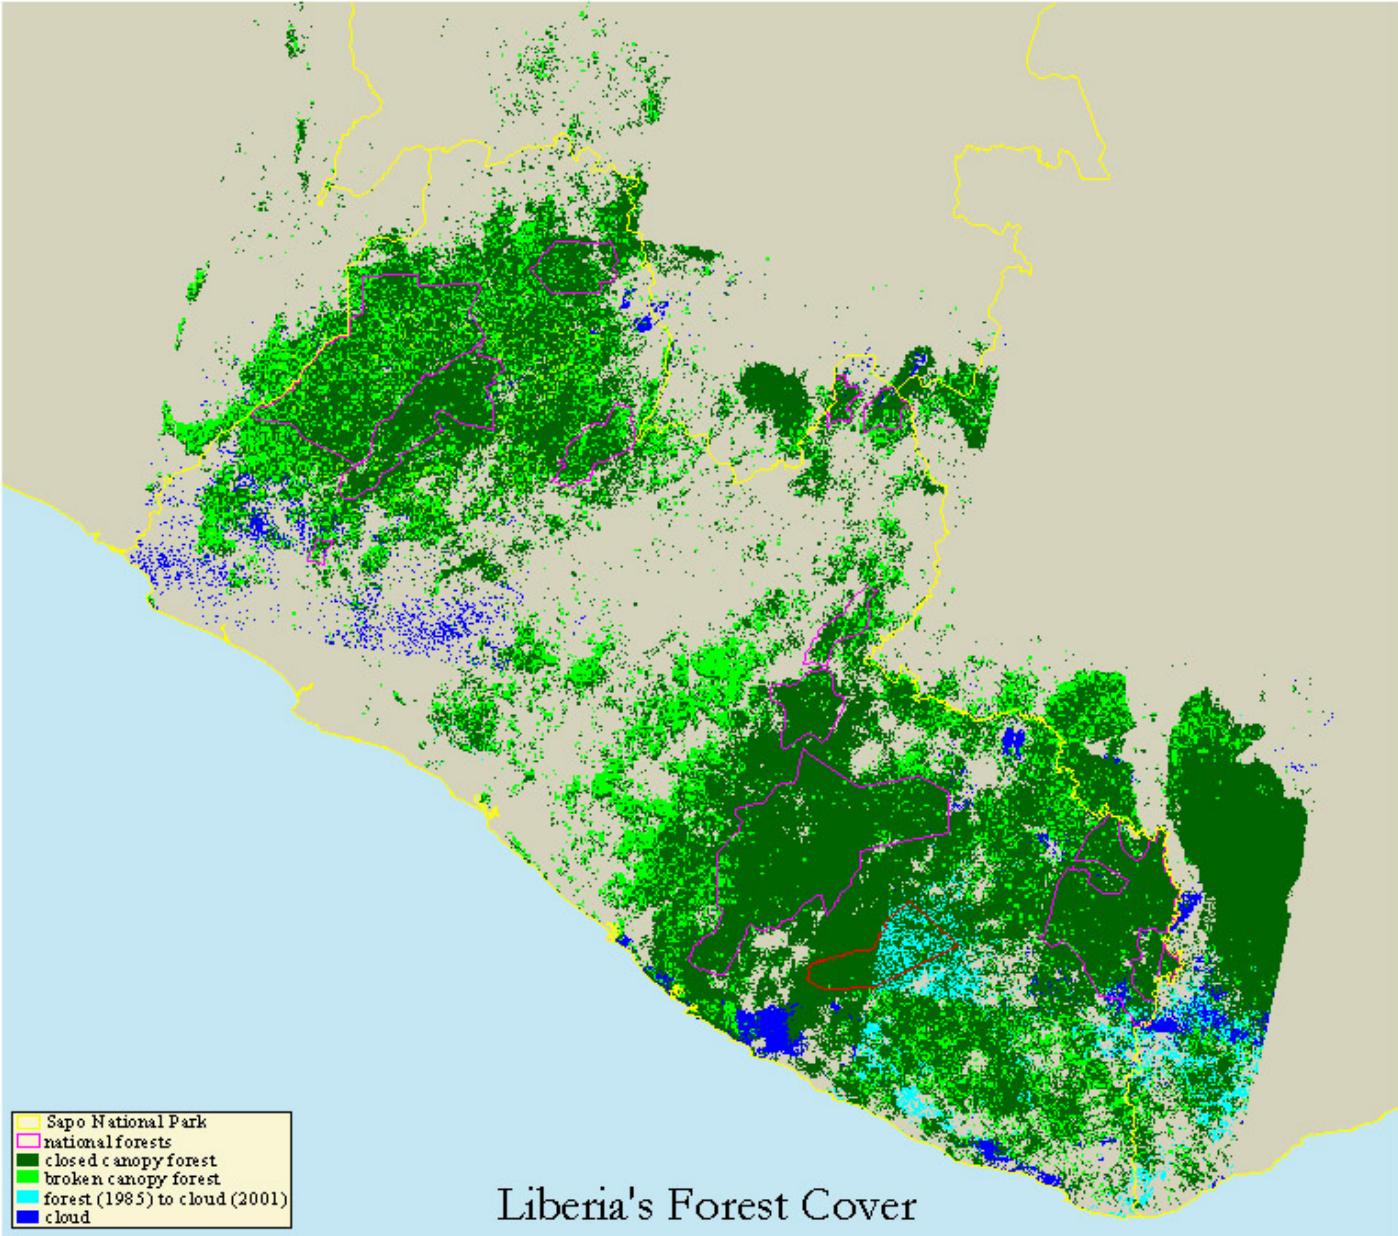 Sapo National Park
national forests
closed canopy forest
broken canopy forest
forest (1985) to cloud (2001)
cloud
Liberia's Forest Cover